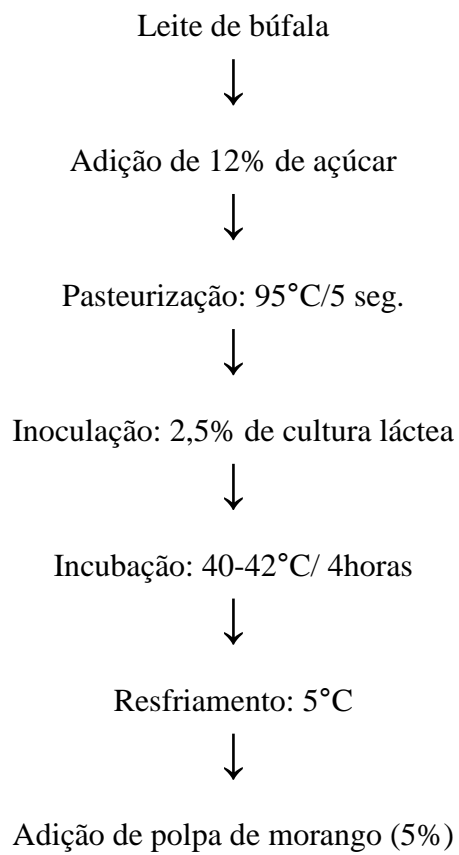 Leite de búfala
Adição de 12% de açúcar
Pasteurização: 95°C/5 seg.
Inoculação: 2,5% de cultura láctea
Incubação: 40-42°C/ 4horas
Resfriamento: 5°C
Adição de polpa de morango (5%)